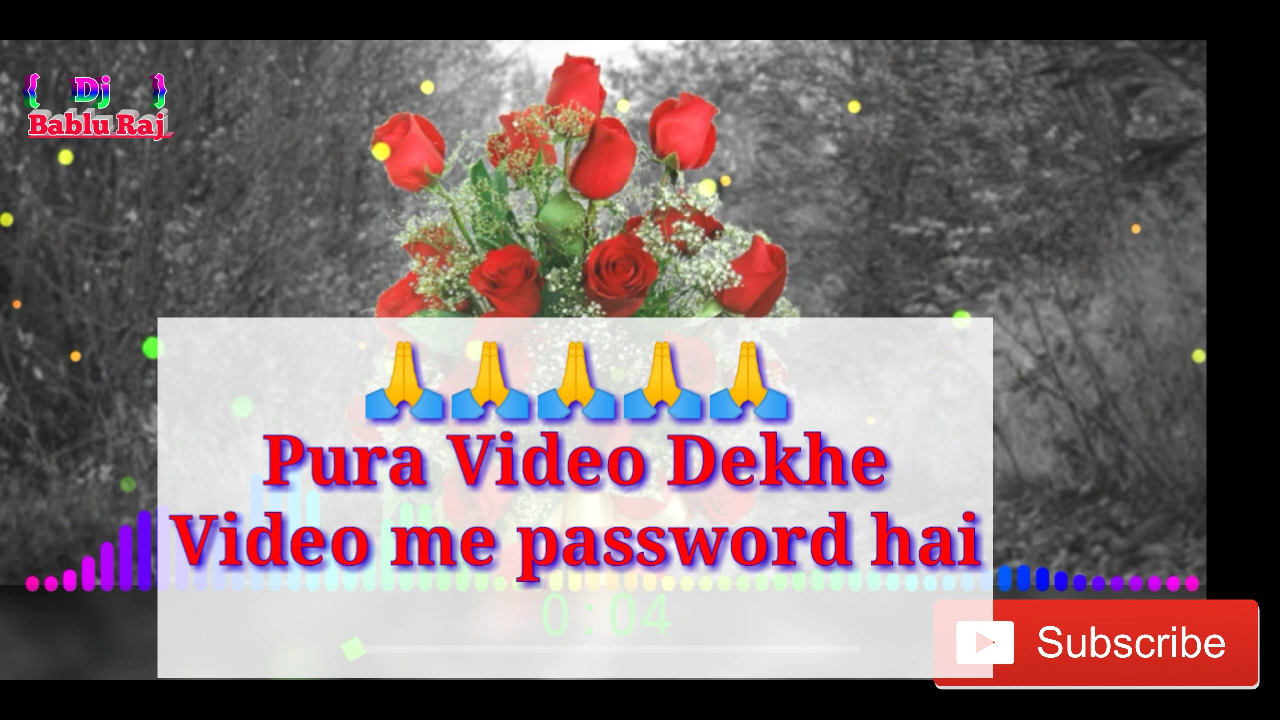 { Dj }
Bablu Raj
🙏🙏🙏🙏🙏
Pura Video Dekhe
Video me password hai
0:04
Subscribe